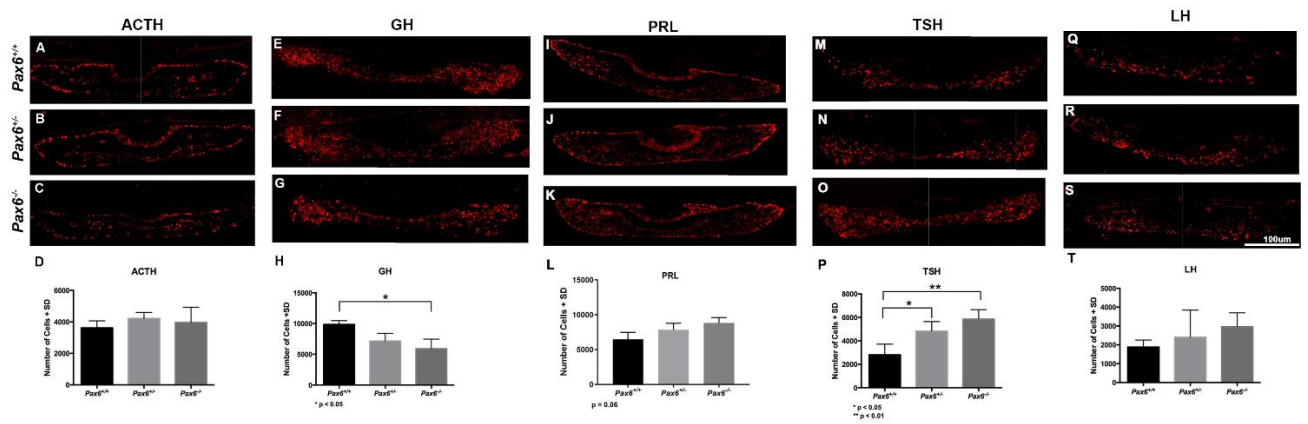 ACTH
GH
PRL
TSH
LH
Pax6+/+
Pax6+/-
Pax6-/-
A
E
I
M
Q
B
F
J
N
R
C
G
K
O
S
100um
D
ACTH
Number of Cells + SD
6000
4000
2000
0
Pax6+/+ Pax6+/- Pax6-/-
H
GH
Number of Cells +SD
15000
10000
5000
0
Pax6+/+ Pax6+/- Pax6-/-
*
* p < 0.05
L
PRL
Number of Cells + SD
15000
10000
5000
0
Pax6+/+ Pax6+/- Pax6-/-
p = 0.06
P
TSH
Number of Cells + SD
8000
6000
4000
2000
0
Pax6+/+ Pax6+/- Pax6-/-
**
*
* p < 0.05
** p < 0.01
T
LH
Number of Cells + SD
5000
4000
3000
2000
1000
0
Pax6+/+ Pax6+/- Pax6-/-